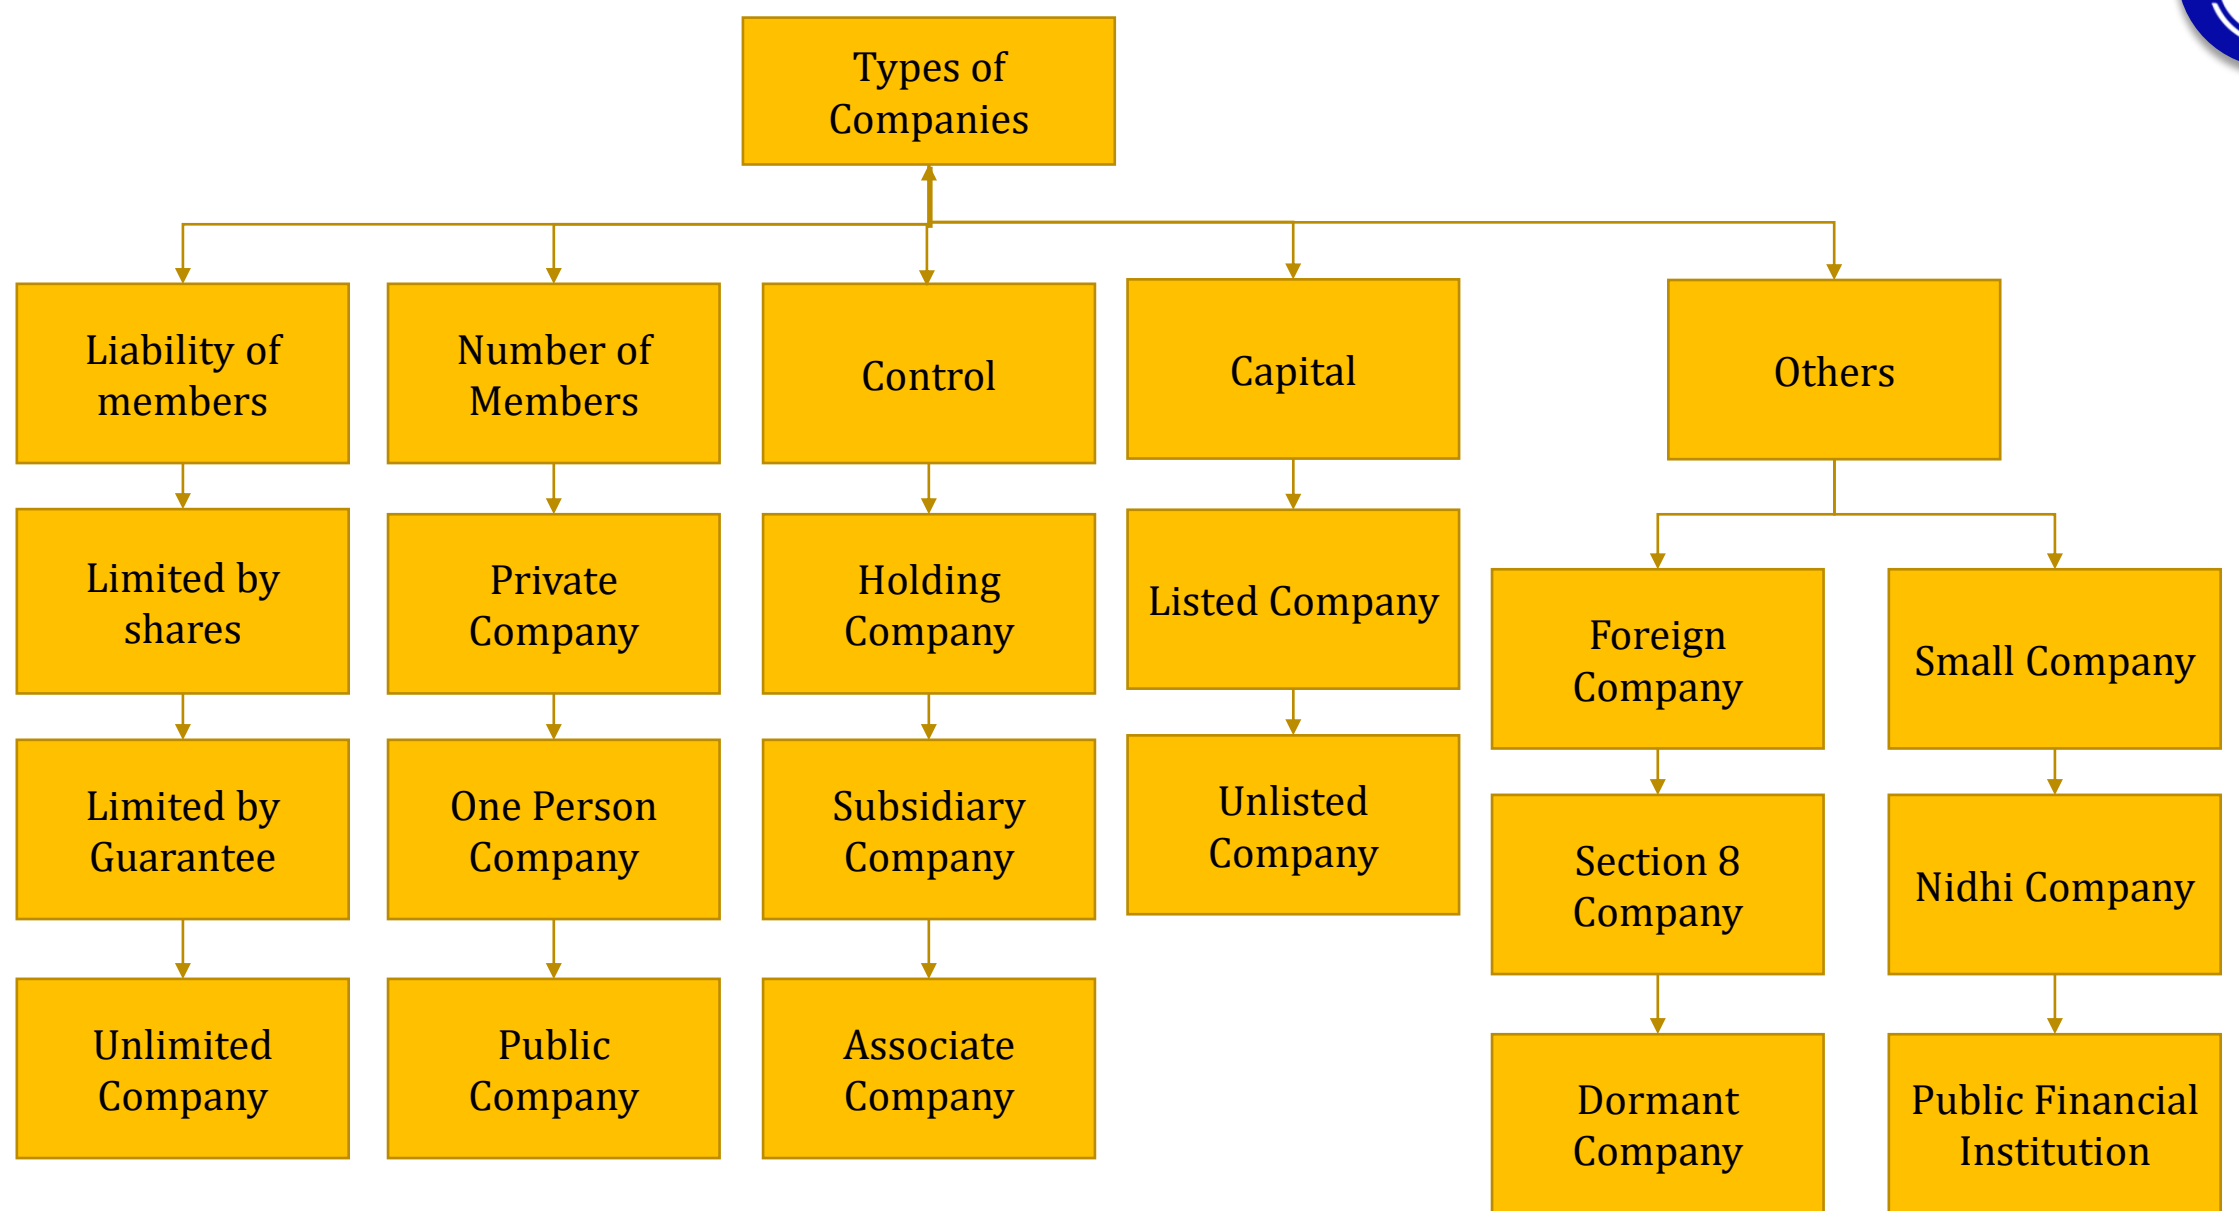 Types of
Companies
Liability of
members
Number of
Members
Control
Capital
Others
Limited by
shares
Private
Company
Holding
Company
Listed Company
Foreign
Company
Small Company
Limited by
Guarantee
One Person
Company
Subsidiary
Company
Unlisted
Company
Section 8
Company
Nidhi Company
Unlimited
Company
Public
Company
Associate
Company
Dormant
Company
Public Financial
Institution